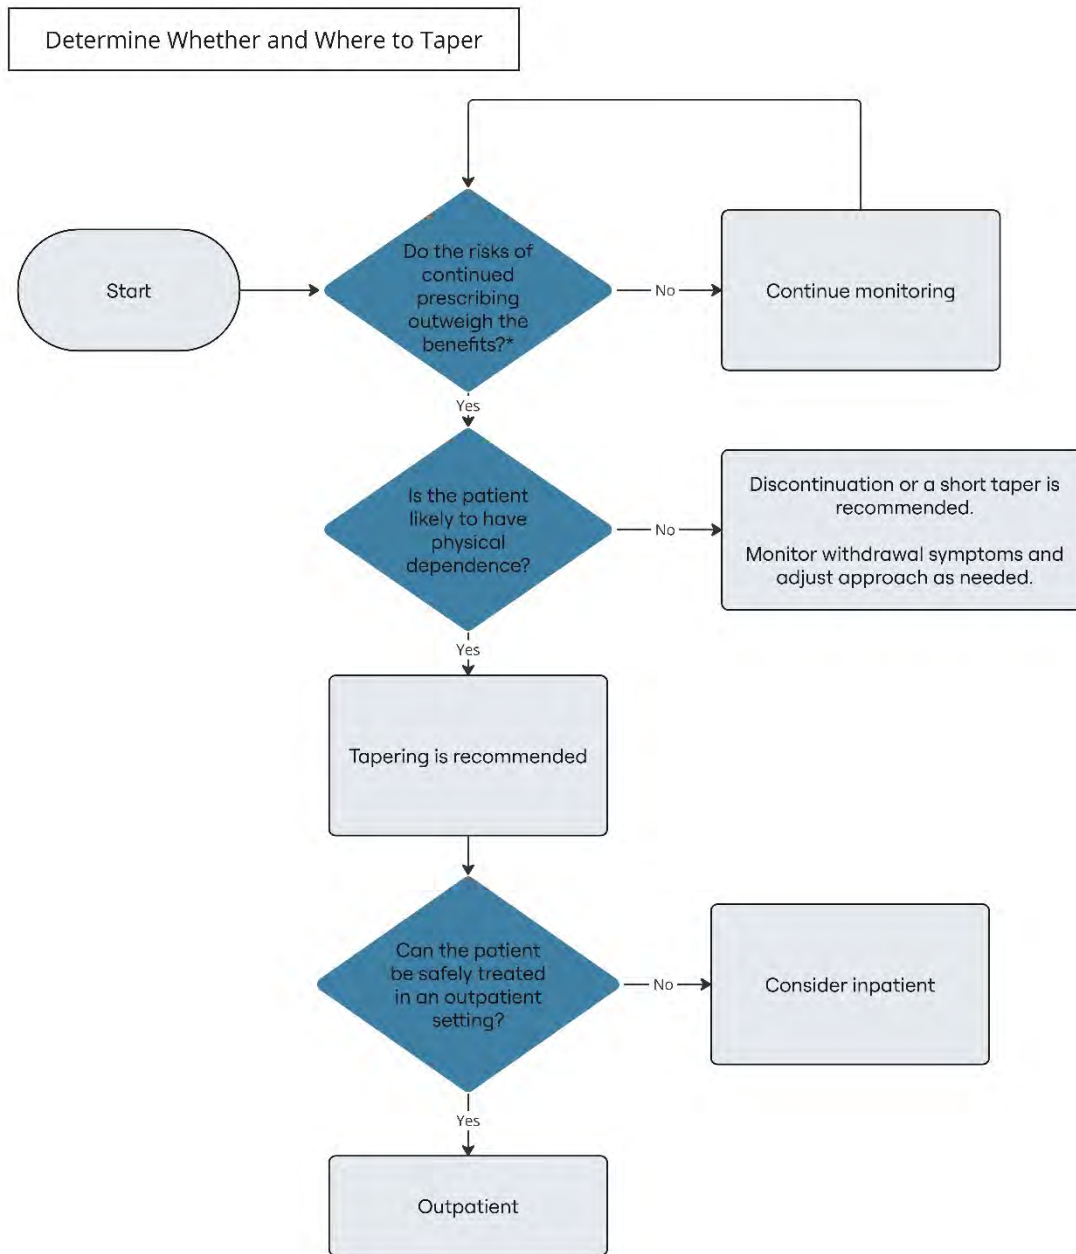 Determine Whether and Where to Taper
Start
Do the risks of
continued
prescribing
outweigh the
benefits?*
No
Continue monitoring
Yes
Is the patient
likely to have
physical
dependence?
No
Discontinuation or a short taper is
recommended.
Monitor withdrawal symptoms and
adjust approach as needed.
Yes
Tapering is recommended
Can the patient
be safely treated
in an outpatient
setting?
No
Consider inpatient
Yes
Outpatient